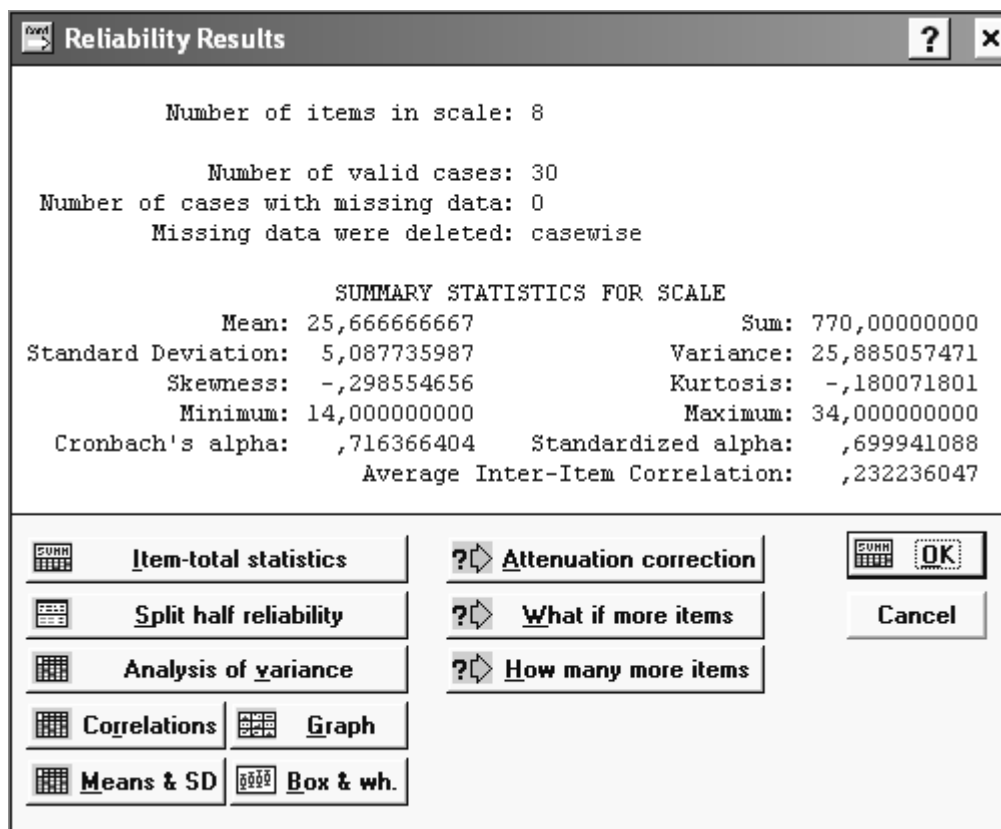 Reliability Results
Number of items in scale: 8
Number of valid cases: 30
Number of cases with missing data: 0
Missing data were deleted: casewise
SUMMARY STATISTICS FOR SCALE
Mean: 25,666666667 Sum: 770,00000000
Standard Deviation: 5,087735987 Variance: 25,885057471
Skewness: -,298554656 Kurtosis: -,180071801
Minimum: 14,000000000 Maximum: 34,000000000
Cronbach's alpha: ,716366404 Standardized alpha: ,699941088
Average Inter-Item Correlation: ,232236047
Item-total statistics
Attenuation correction
OK
Split half reliability
What if more items
Cancel
Analysis of variance
How many more items
Correlations
Graph
Means & SD
Box & wh.